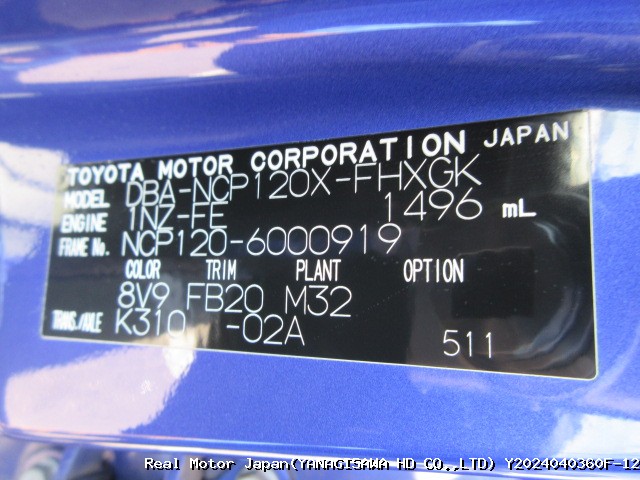 TOYOTA MOTOR CORPORATION JAPAN
MODEL DBA-NCP120X-FHXGK
ENGINE 1NZ-FE 1496 mL
FRAME No. NCP120-6000919
COLOR TRIM PLANT OPTION
8V9 FB20 M32
TRANS./AXLE K310 -02A
511
Real Motor Japan(YANAGISAWA HD CO.,LTD) Y2024040360F-12